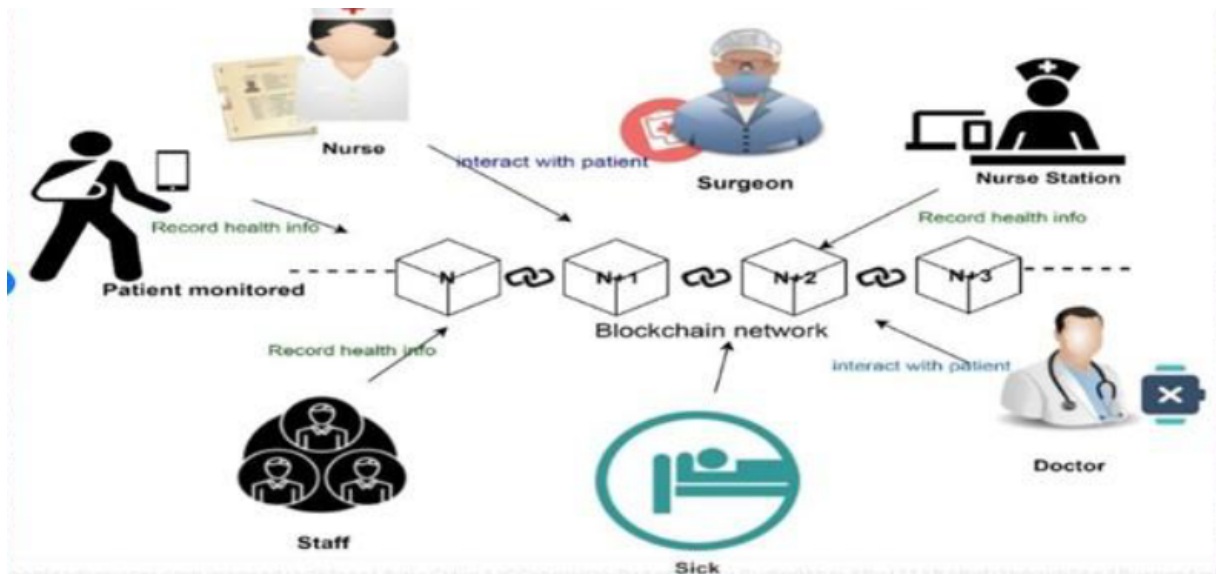 Nurse
interact with patient
Surgeon
Nurse Station
Record health info
Record health info
Patient monitored
N
N+1
N+2
N+3
Blockchain network
Record health info
interact with patient
Doctor
Staff
Sick